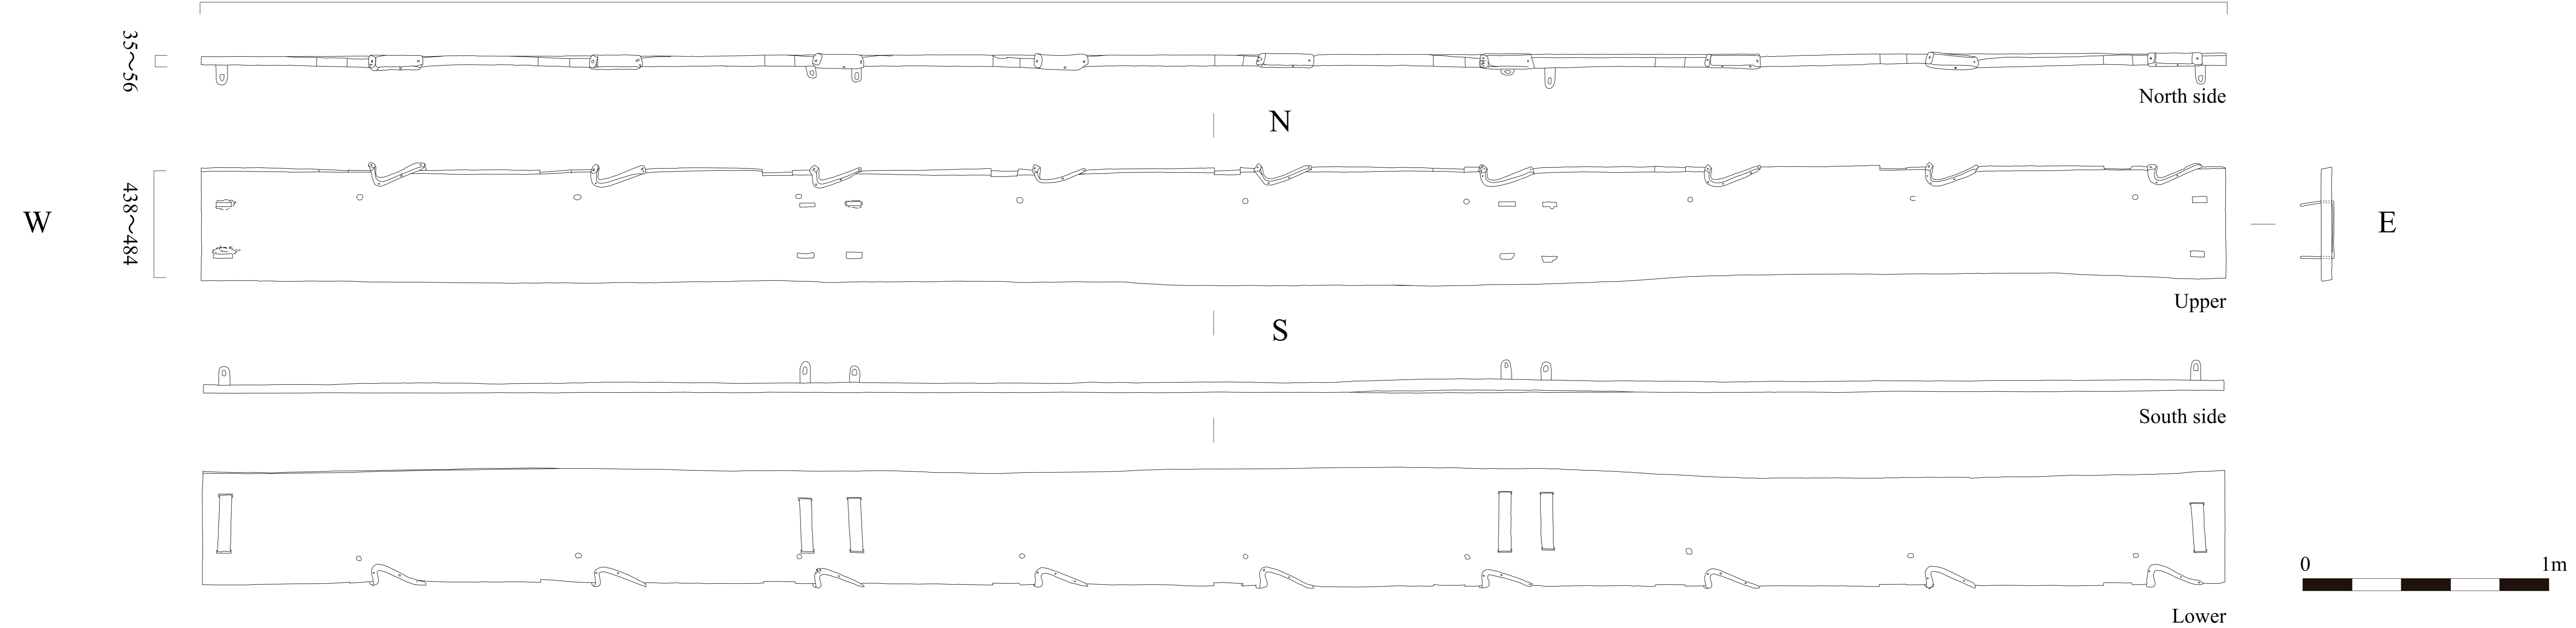 35～56
North side
N
W
438～484
E
Upper
S
South side
0 1m
Lower